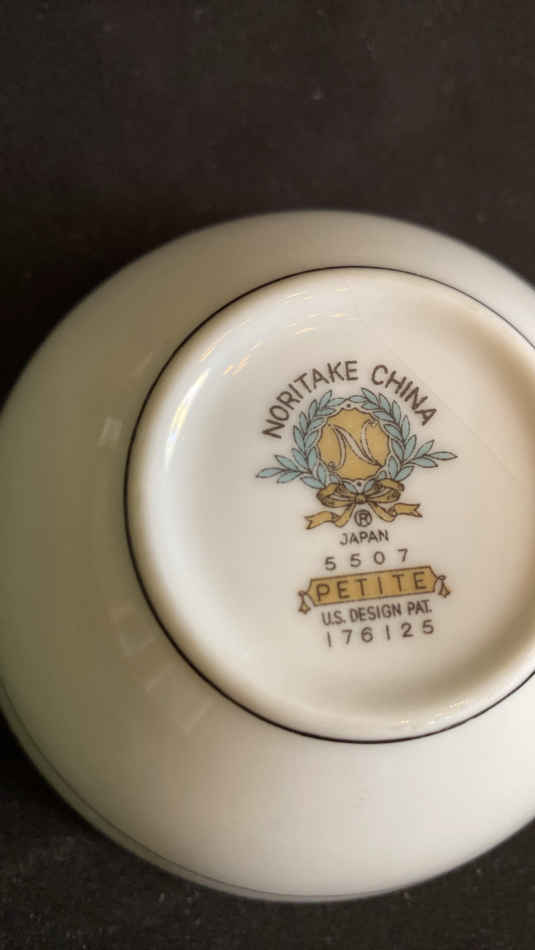 NORITAKE CHINA
N
®
JAPAN
5507
PETITE
U.S. DESIGN PAT.
176125